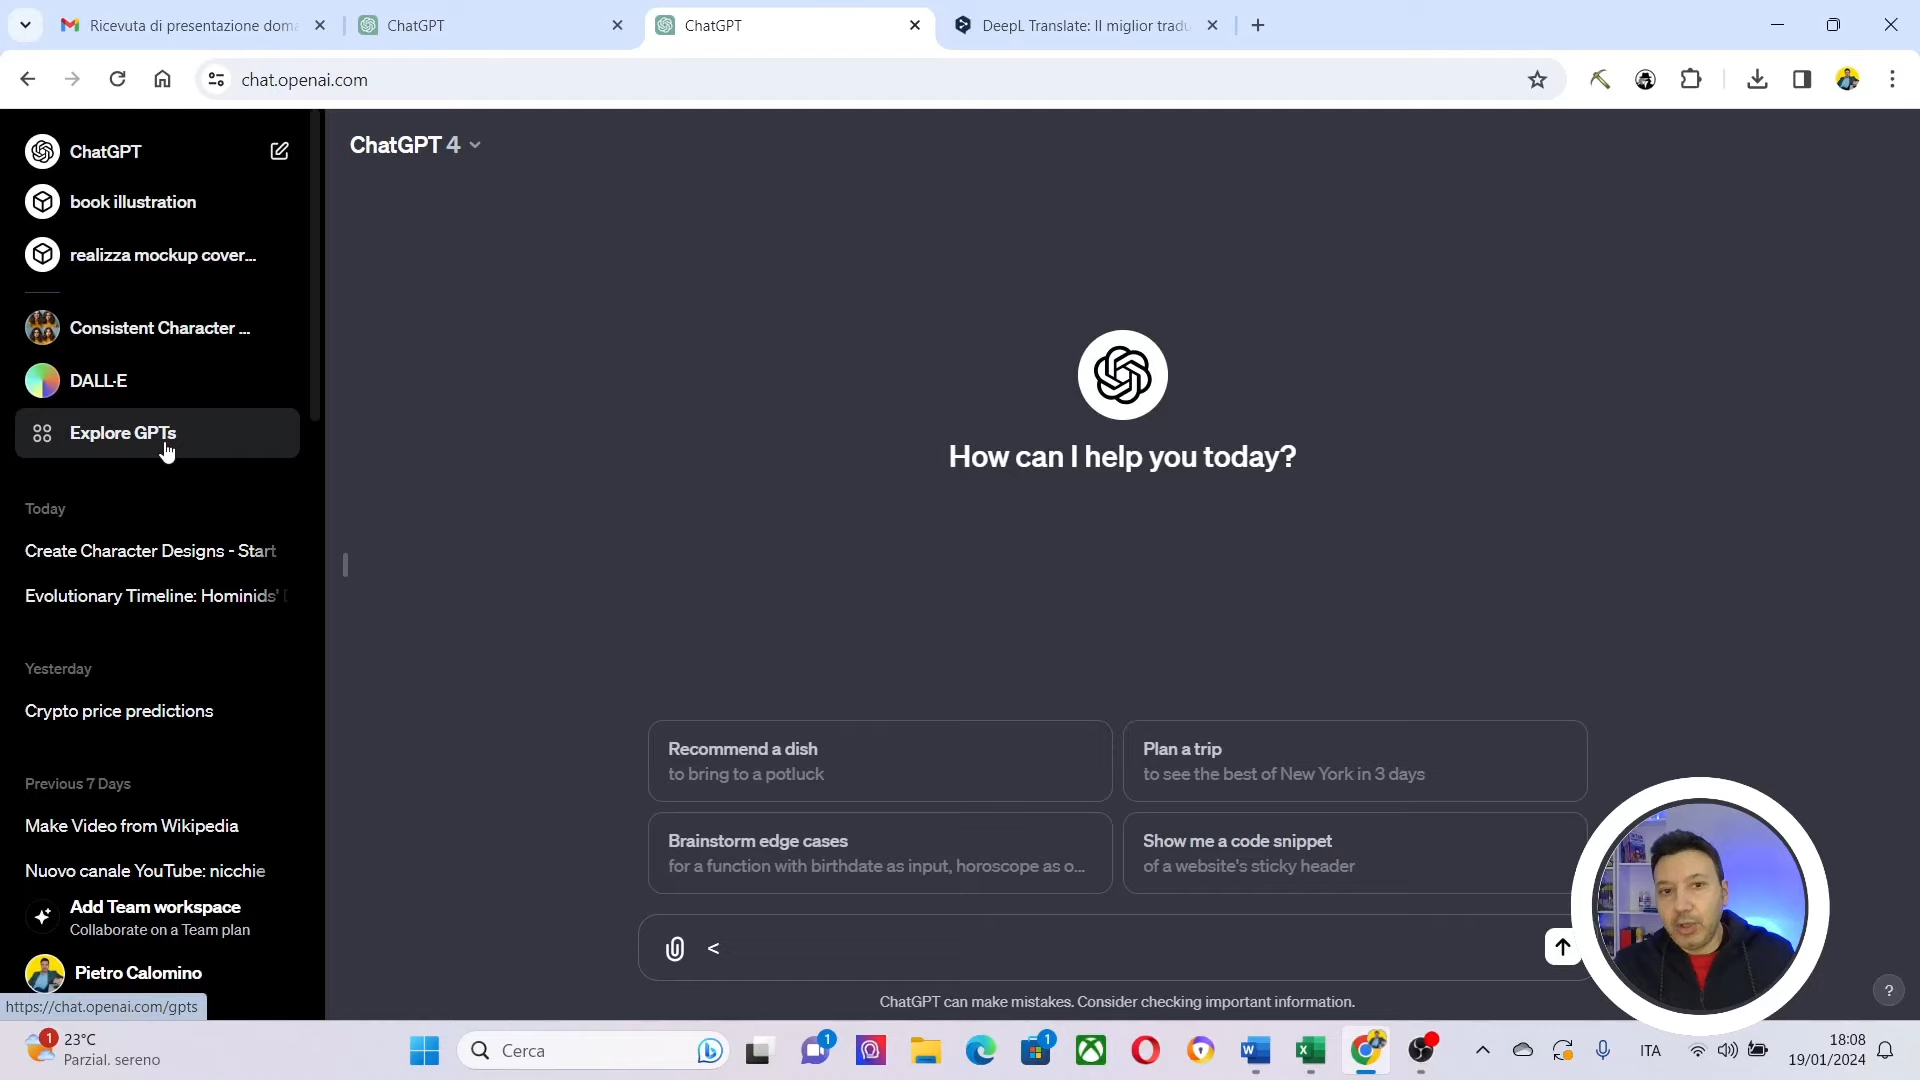 Ricevuta di presentazione doma
ChatGPT
ChatGPT
DeepL Translate: Il miglior tradu
chat.openai.com
ChatGPT
book illustration
realizza mockup cover...
Consistent Character ...
DALL·E
Explore GPTs
Today
Create Character Designs - Start
Evolutionary Timeline: Hominids'
Yesterday
Crypto price predictions
Previous 7 Days
Make Video from Wikipedia
Nuovo canale YouTube: nicchie
Add Team workspace
Collaborate on a Team plan
Pietro Calomino
https://chat.openai.com/gpts
ChatGPT 4
How can I help you today?
Recommend a dish
to bring to a potluck
Plan a trip
to see the best of New York in 3 days
Brainstorm edge cases
for a function with birthdate as input, horoscope as o...
Show me a code snippet
of a website's sticky header
<
ChatGPT can make mistakes. Consider checking important information.
?
1
23°C
Parzial. sereno
Cerca
1
1
ITA
18:08
19/01/2024